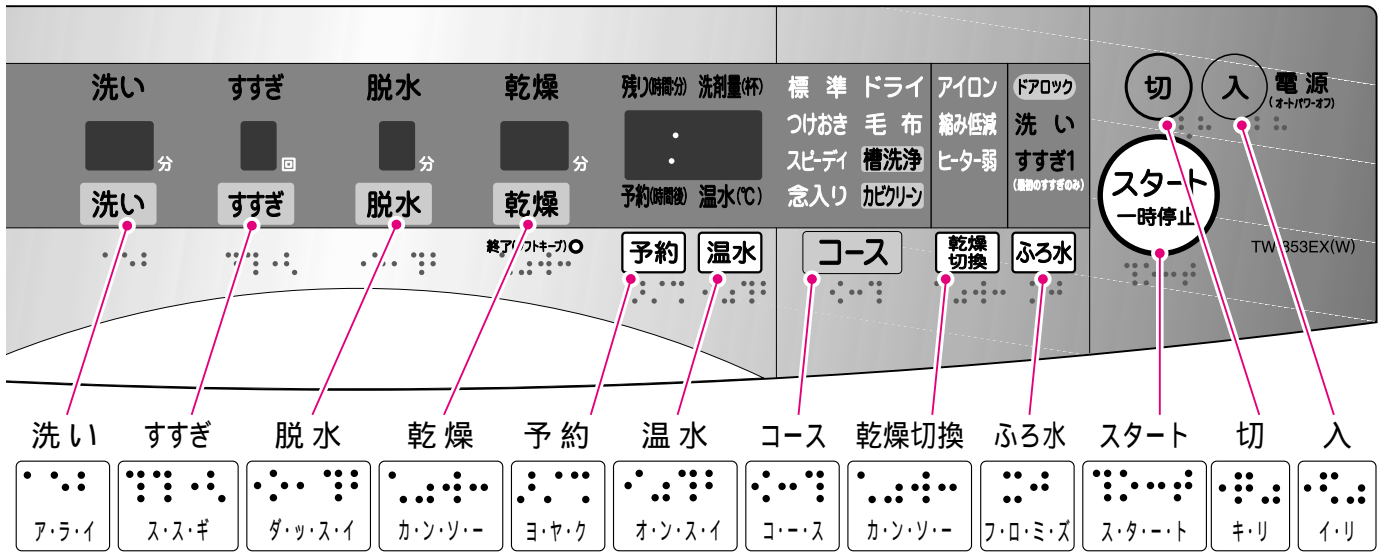 洗い すすぎ 脱水 乾燥 残り(時間・分) 洗剤量(杯)
分 回 分 分 :
洗い すすぎ 脱水 乾燥 予約(時間後) 温水(℃)
標準 ドライ
つけおき 毛布
スピーディ 槽洗浄
念入り カビクリーン
アイロン
縮み低減
ヒーター弱
ドアロック
洗い
すすぎ1
(最初のすすぎのみ)
切 入 電源
(オートパワーオフ)
スタート
一時停止
終了(ソフトキープ)
予約 温水 コース 乾燥切換 ふろ水
TW-853EX(W)
洗い すすぎ 脱水 乾燥 予約 温水 コース 乾燥切換 ふろ水 スタート 切 入
ア・ラ・イ ス・ス・ギ ダ・ッ・ス・イ カ・ン・ソ・ー ヨ・ヤ・ク オ・ン・ス・イ コ・ー・ス カ・ン・ソ・ー フ・ロ・ミ・ズ ス・タ・ー・ト キ・リ イ・リ